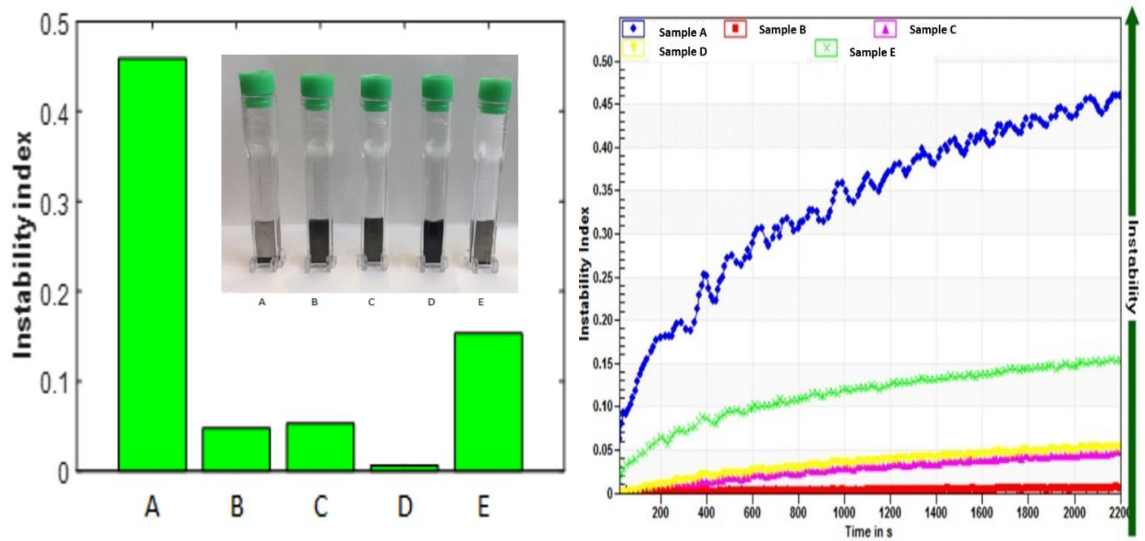 Instability index
0.5
0.4
0.3
0.2
0.1
0
A B C D E
A B C D E
Sample A Sample B Sample C
Sample D Sample E
Instability Index
0.50
0.45
0.40
0.35
0.30
0.25
0.20
0.15
0.10
0.05
0
200 400 600 800 1000 1200 1400 1600 1800 2000 2200
Time in s
Instability